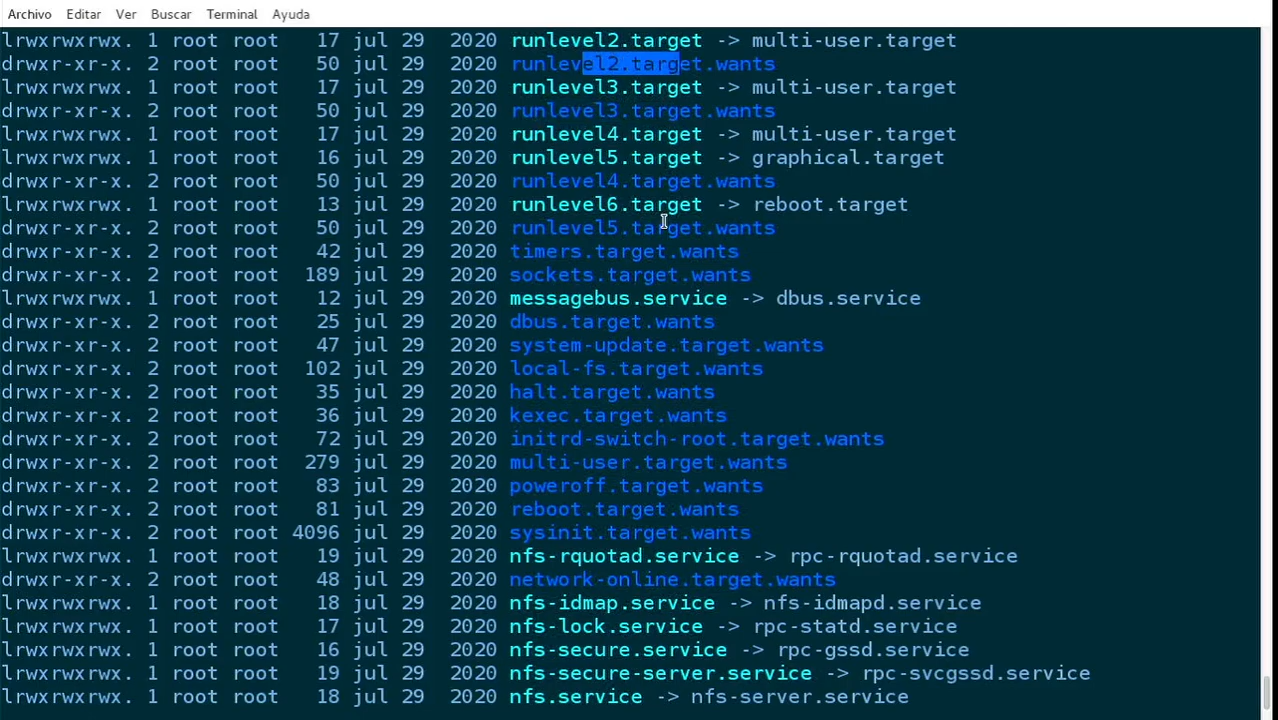 Archivo Editar Ver Buscar Terminal Ayuda
lrwxrwxrwx. 1 root root 17 jul 29 2020 runlevel2.target -> multi-user.target
drwxr-xr-x. 2 root root 50 jul 29 2020 runlevel2.target.wants
lrwxrwxrwx. 1 root root 17 jul 29 2020 runlevel3.target -> multi-user.target
drwxr-xr-x. 2 root root 50 jul 29 2020 runlevel3.target.wants
lrwxrwxrwx. 1 root root 17 jul 29 2020 runlevel4.target -> multi-user.target
lrwxrwxrwx. 1 root root 16 jul 29 2020 runlevel5.target -> graphical.target
drwxr-xr-x. 2 root root 50 jul 29 2020 runlevel4.target.wants
lrwxrwxrwx. 1 root root 13 jul 29 2020 runlevel6.target -> reboot.target
drwxr-xr-x. 2 root root 50 jul 29 2020 runlevel5.target.wants
drwxr-xr-x. 2 root root 42 jul 29 2020 timers.target.wants
drwxr-xr-x. 2 root root 189 jul 29 2020 sockets.target.wants
lrwxrwxrwx. 1 root root 12 jul 29 2020 messagebus.service -> dbus.service
drwxr-xr-x. 2 root root 25 jul 29 2020 dbus.target.wants
drwxr-xr-x. 2 root root 47 jul 29 2020 system-update.target.wants
drwxr-xr-x. 2 root root 102 jul 29 2020 local-fs.target.wants
drwxr-xr-x. 2 root root 35 jul 29 2020 halt.target.wants
drwxr-xr-x. 2 root root 36 jul 29 2020 kexec.target.wants
drwxr-xr-x. 2 root root 72 jul 29 2020 initrd-switch-root.target.wants
drwxr-xr-x. 2 root root 279 jul 29 2020 multi-user.target.wants
drwxr-xr-x. 2 root root 83 jul 29 2020 poweroff.target.wants
drwxr-xr-x. 2 root root 81 jul 29 2020 reboot.target.wants
drwxr-xr-x. 2 root root 4096 jul 29 2020 sysinit.target.wants
lrwxrwxrwx. 1 root root 19 jul 29 2020 nfs-rquotad.service -> rpc-rquotad.service
drwxr-xr-x. 2 root root 48 jul 29 2020 network-online.target.wants
lrwxrwxrwx. 1 root root 18 jul 29 2020 nfs-idmap.service -> nfs-idmapd.service
lrwxrwxrwx. 1 root root 17 jul 29 2020 nfs-lock.service -> rpc-statd.service
lrwxrwxrwx. 1 root root 16 jul 29 2020 nfs-secure.service -> rpc-gssd.service
lrwxrwxrwx. 1 root root 19 jul 29 2020 nfs-secure-server.service -> rpc-svcgssd.service
lrwxrwxrwx. 1 root root 18 jul 29 2020 nfs.service -> nfs-server.service